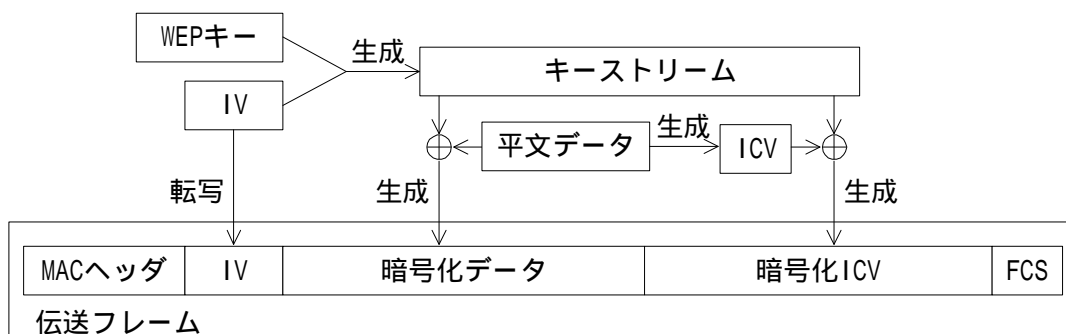 WEPキー
生成
キーストリーム
IV
平文データ
生成
ICV
転写
生成
生成
MACヘッダ
IV
暗号化データ
暗号化ICV
FCS
伝送フレーム